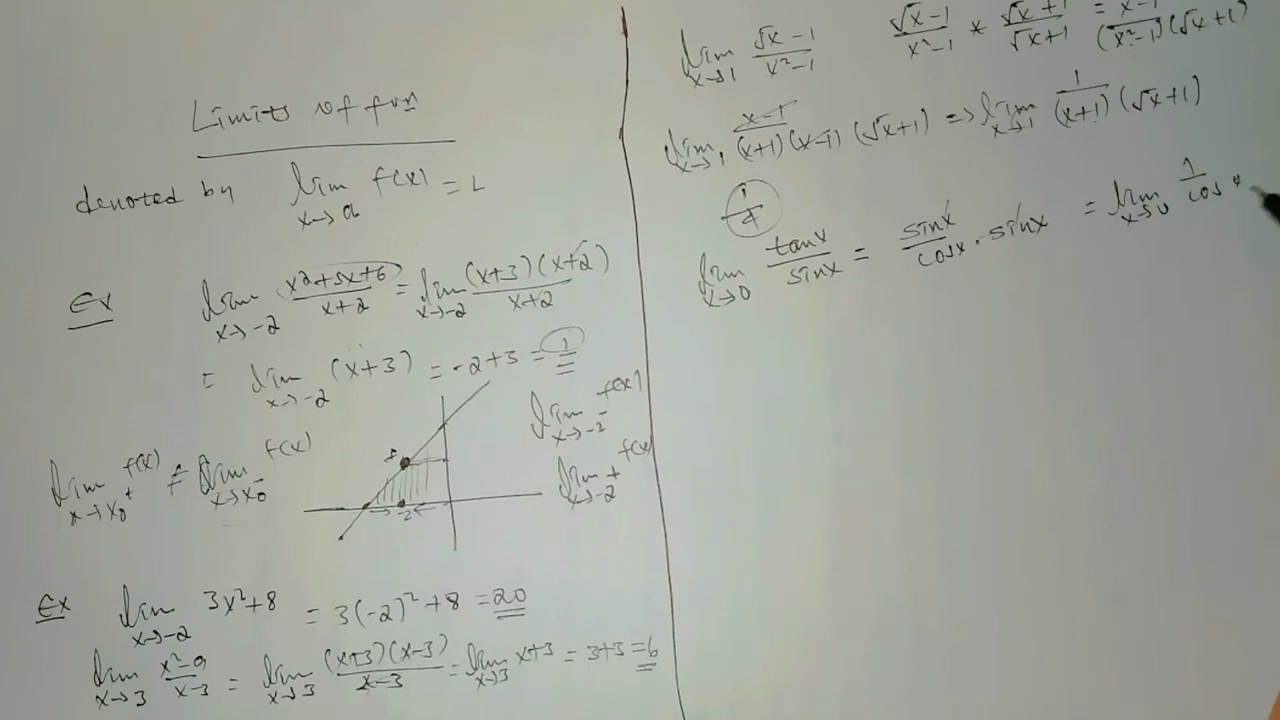 Limits of fun
denoted by lim x→a f(x) = L
Ex lim x→-2 (x²+5x+6)/(x+2) = lim x→-2 (x+3)(x+2)/(x+2)
= lim x→-2 (x+3) = -2+3 = 1
lim x→-2⁻ f(x)
lim x→x₀⁺ f(x) ≠ lim x→x₀⁻ f(x)
lim x→-2⁺ f(x)
-2
Ex lim x→-2 3x²+8 = 3(-2)²+8 = 20
lim x→3 (x²-9)/(x-3) = lim x→3 (x+3)(x-3)/(x-3) = lim x→3 x+3 = 3+3 = 6
lim x→1 (√x-1)/(x²-1) (√x-1)/(x²-1) * (√x+1)/(√x+1) = (x-1)/((x²-1)(√x+1))
lim x→1 (x-1)/((x+1)(x-1)(√x+1)) ⇒ lim x→1 1/((x+1)(√x+1))
1/4
lim x→0 tanx/sinx = sinx/cosx · sinx = lim x→0 1/cosx